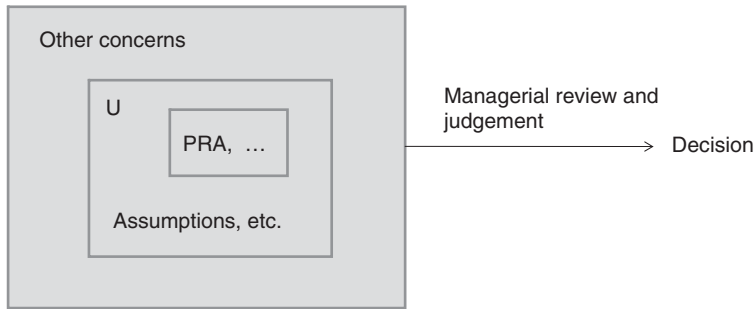 Other concerns
U
PRA, …
Assumptions, etc.
Managerial review and
judgement
Decision